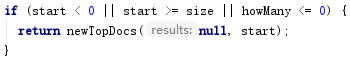 if (start < 0 || start >= size || howMany <= 0) {
return newTopDocs( results: null, start);
}